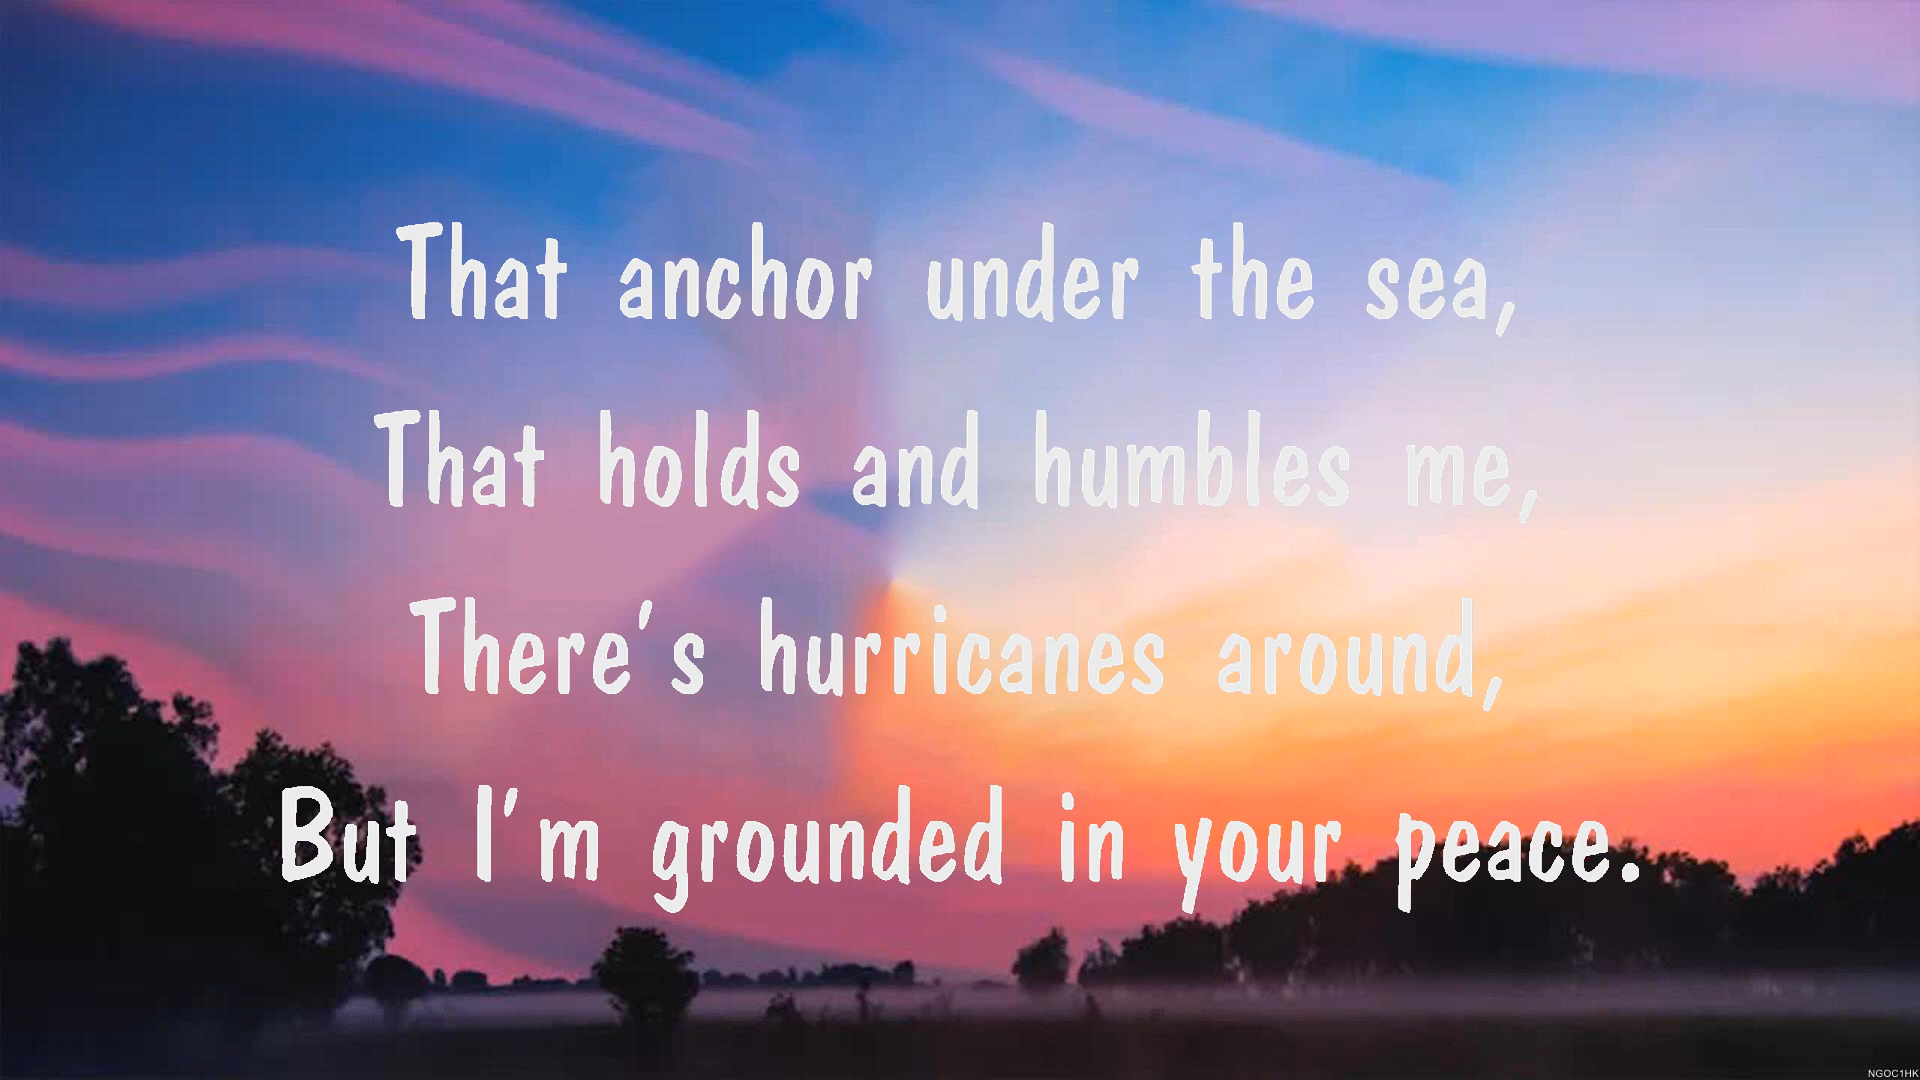 That anchor under the sea,
That holds and humbles me,
There's hurricanes around,
But I'm grounded in your peace.
NGOC1HK